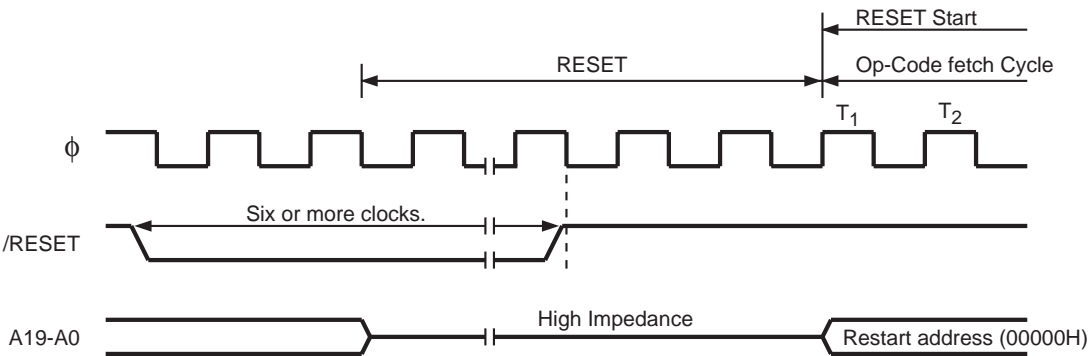 RESET Start
RESET
Op-Code fetch Cycle
T1
T2
ϕ
Six or more clocks.
/RESET
High Impedance
A19-A0
Restart address (00000H)